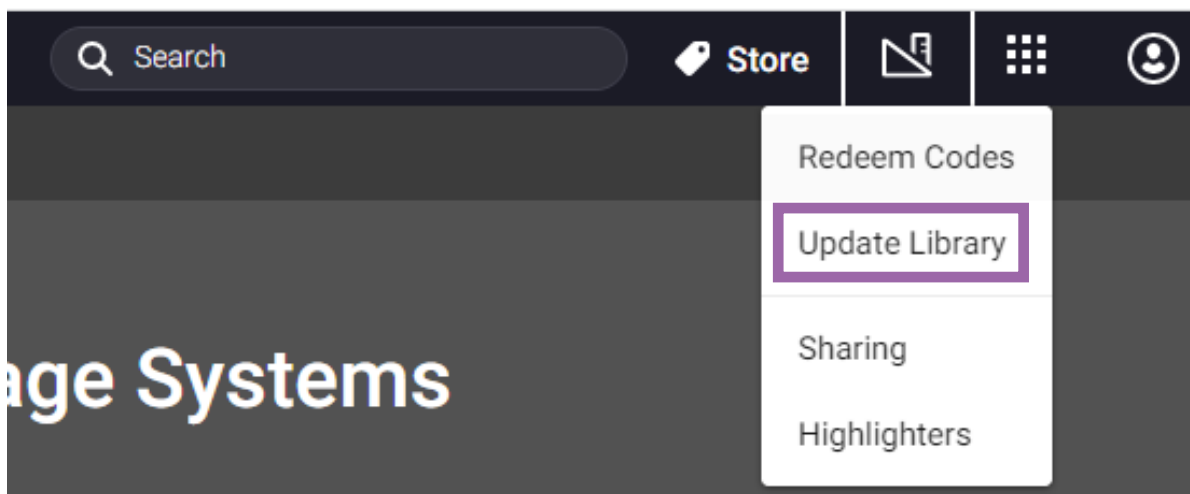 Search
Store
Redeem Codes
Update Library
Sharing
age Systems
Highlighters